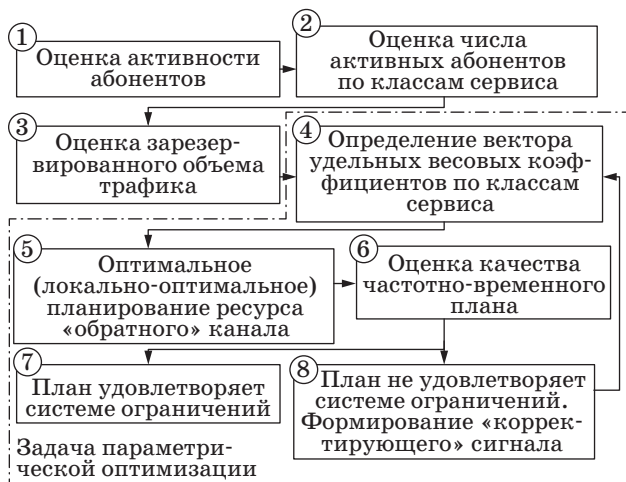 1
Оценка активности
абонентов
2
Оценка числа
активных абонентов
по классам сервиса
3
Оценка зарезер-
вированного объема
трафика
4
Определение вектора
удельных весовых коэф-
фициентов по классам
сервиса
5
Оптимальное
(локально-оптимальное)
планирование ресурса
«обратного» канала
6
Оценка качества
частотно-временного
плана
7
План удовлетворяет
системе ограничений
8
План не удовлетворяет
системе ограничений.
Формирование «коррек-
тирующего» сигнала
Задача параметри-
ческой оптимизации